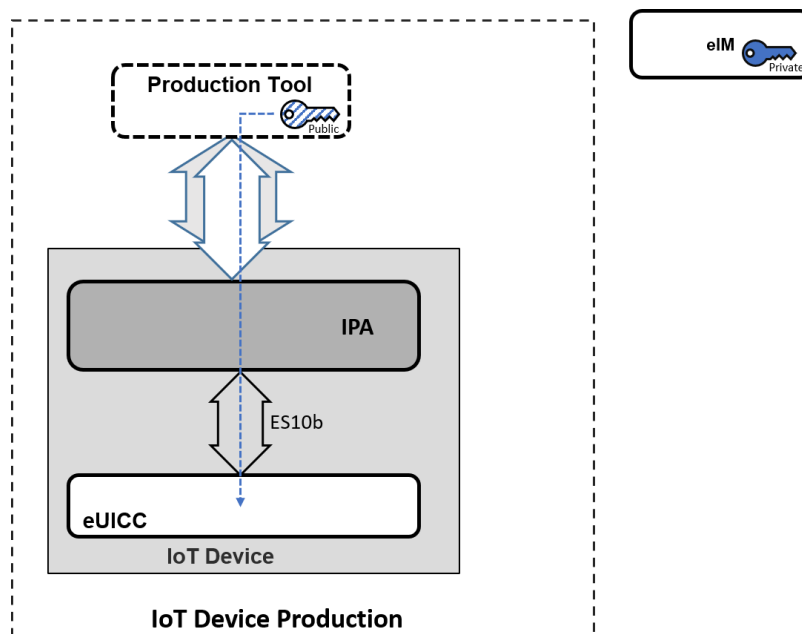 Production Tool
Public
eIM
Private
IPA
ES10b
eUICC
IoT Device
IoT Device Production